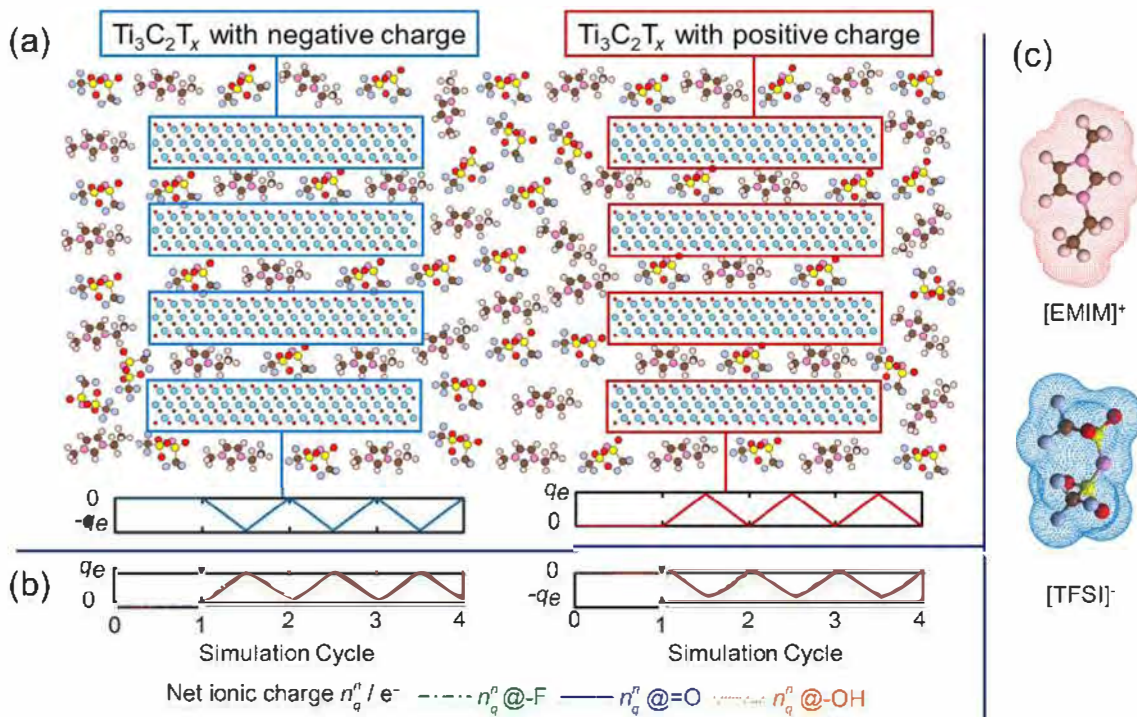 (a)
Ti₃C₂Tₓ with negative charge
Ti₃C₂Tₓ with positive charge
(c)
[EMIM]⁺
0
-qe
qe
0
(b)
qe
0
0
-qe
[TFSI]⁻
0 1 2 3 4
0 1 2 3 4
Simulation Cycle
Simulation Cycle
Net ionic charge nqⁿ / e⁻ nqⁿ@-F nqⁿ@=O nqⁿ@-OH